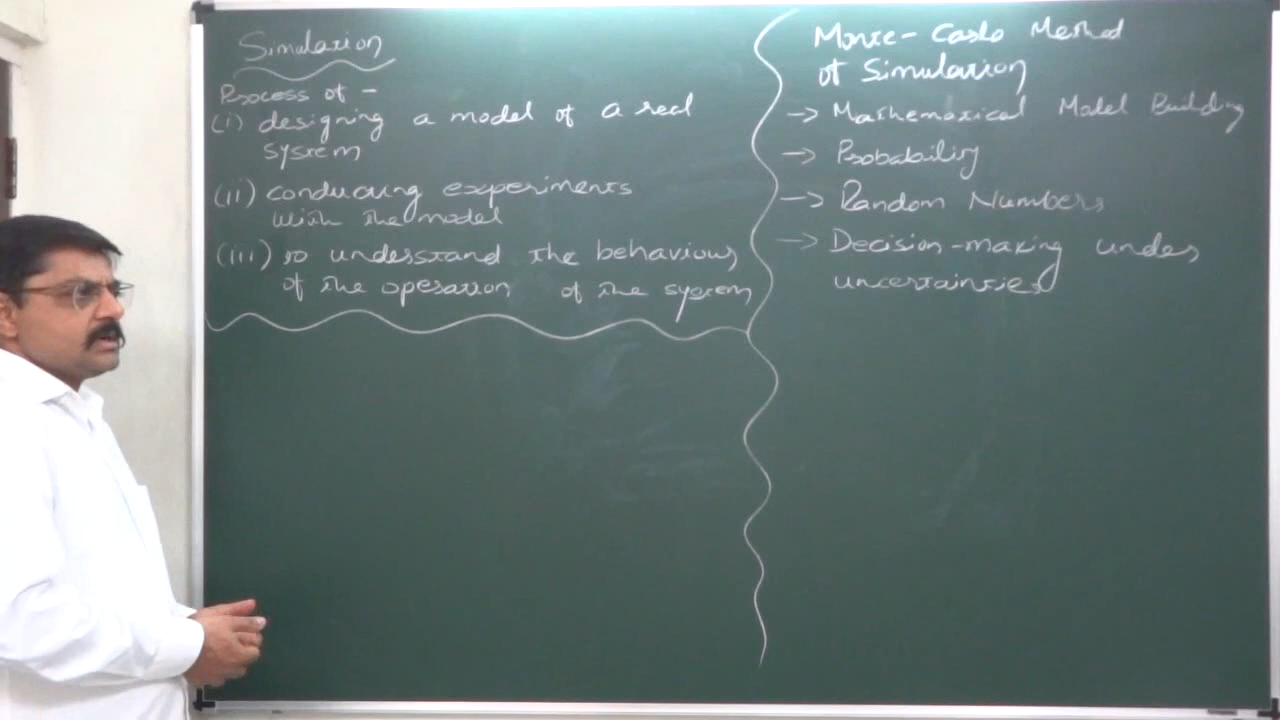 Simulation
Process of -
(i) designing a model of a real
system
(ii) conducting experiments
with the model
(iii) to understand the behaviour
of the operation of the system
Monte-Carlo Method
of Simulation
→ Mathematical Model Building
→ Probability
→ Random Numbers
→ Decision-making under
uncertainties